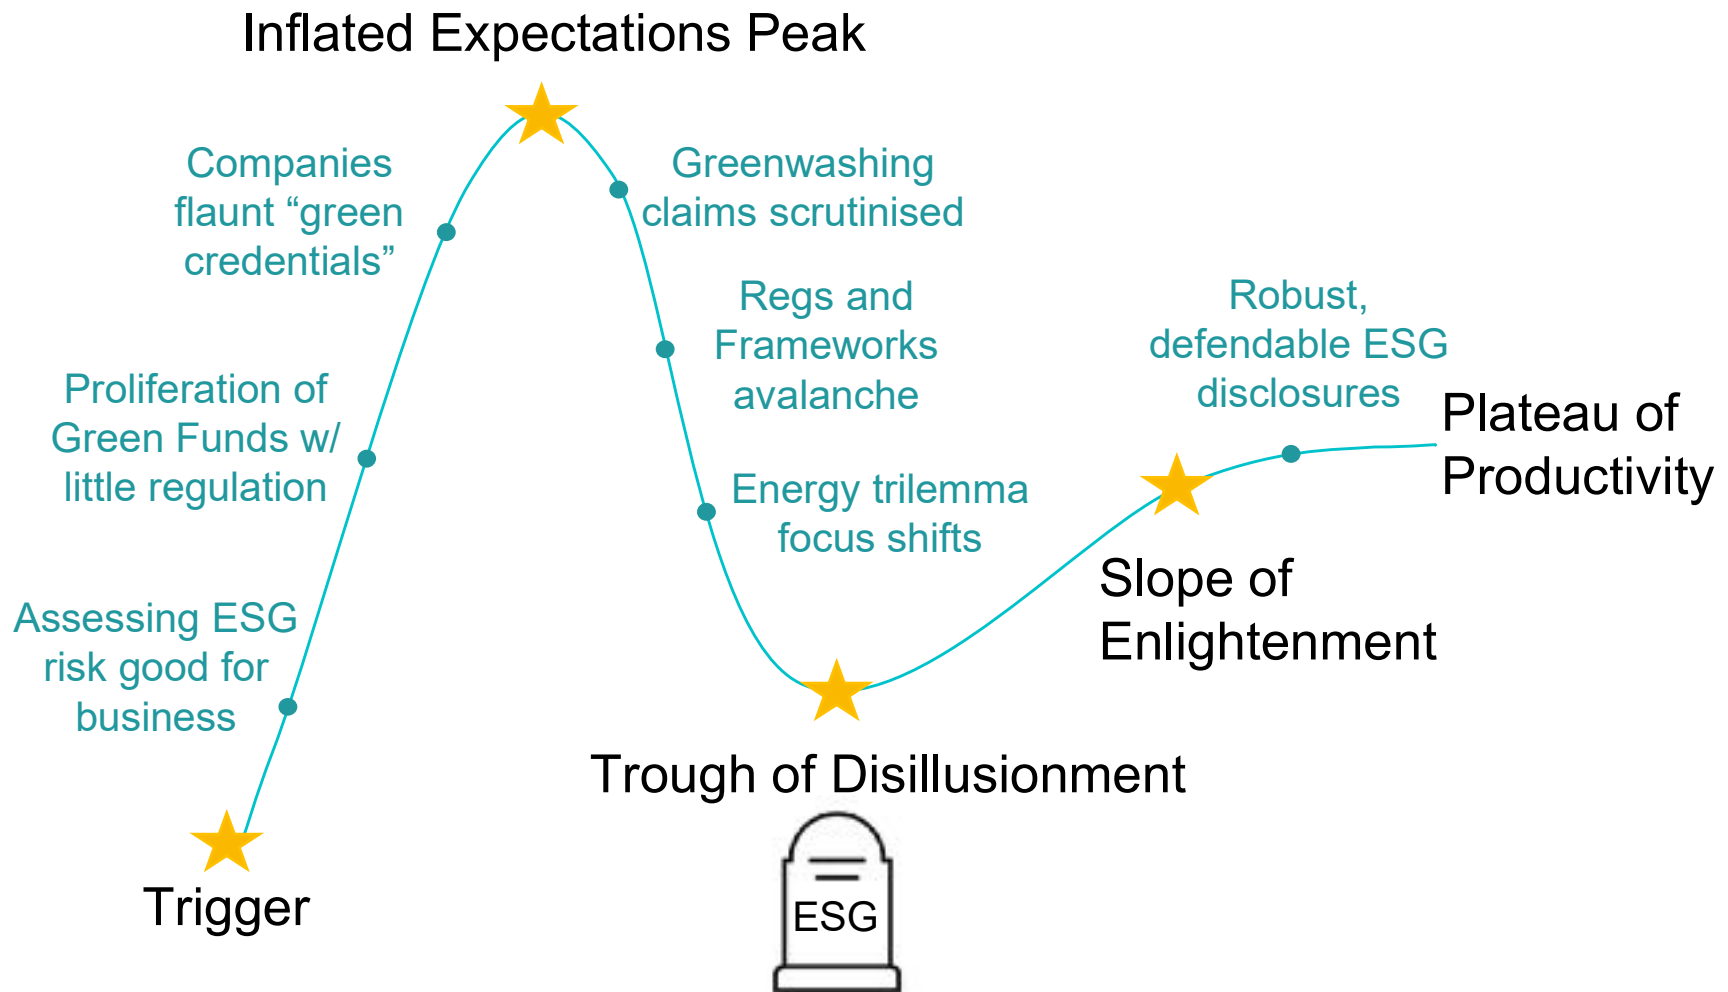 Inflated Expectations Peak
Companies
flaunt “green
credentials”
Greenwashing
claims scrutinised
Proliferation of
Green Funds w/
little regulation
Regs and
Frameworks
avalanche
Robust,
defendable ESG
disclosures
Plateau of
Productivity
Assessing ESG
risk good for
business
Energy trilemma
focus shifts
Slope of
Enlightenment
Trough of Disillusionment
Trigger
ESG